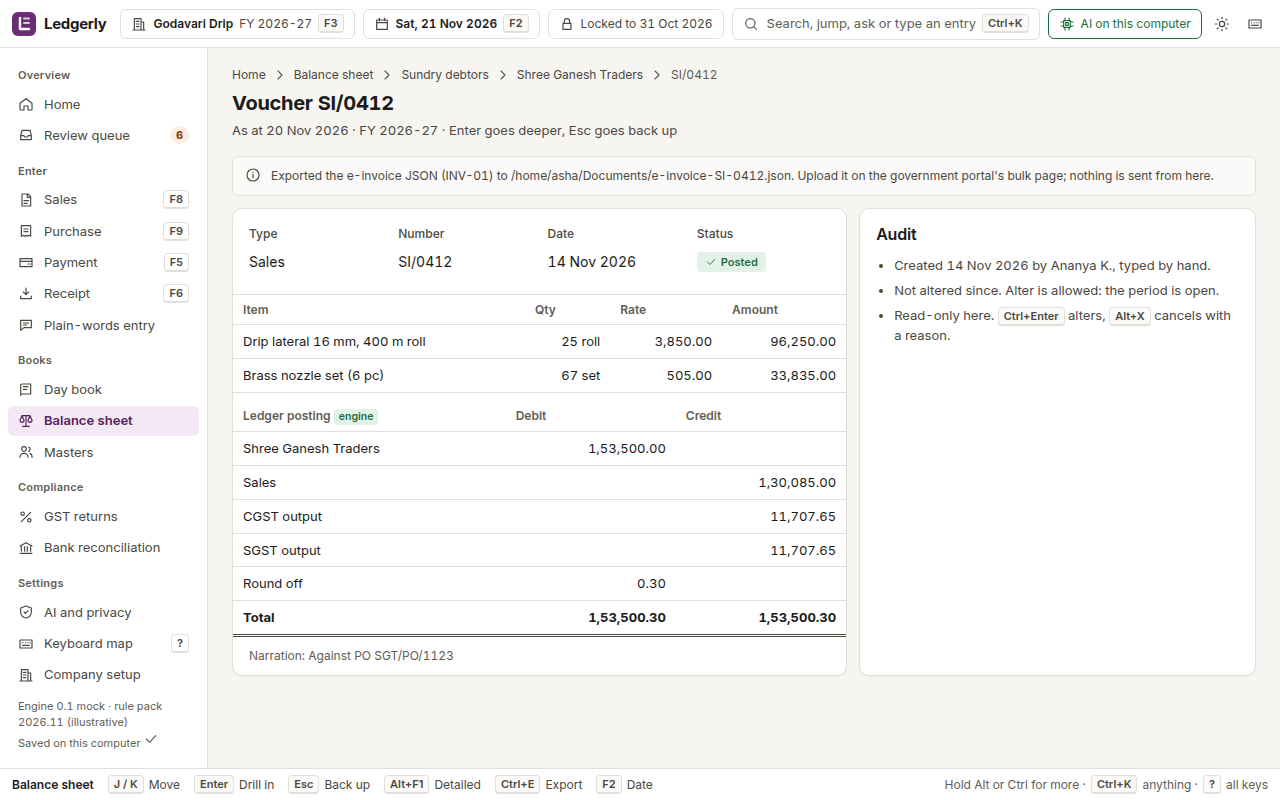 Ledgerly
Godavari Drip FY 2026-27 F3
Sat, 21 Nov 2026 F2
Locked to 31 Oct 2026
Search, jump, ask or type an entry Ctrl+K
AI on this computer
Overview
Home
Review queue 6
Enter
Sales F8
Purchase F9
Payment F5
Receipt F6
Plain-words entry
Books
Day book
Balance sheet
Masters
Compliance
GST returns
Bank reconciliation
Settings
AI and privacy
Keyboard map ?
Company setup
Engine 0.1 mock · rule pack
2026.11 (illustrative)
Saved on this computer
Home > Balance sheet > Sundry debtors > Shree Ganesh Traders > SI/0412
Voucher SI/0412
As at 20 Nov 2026 · FY 2026-27 · Enter goes deeper, Esc goes back up
Exported the e-invoice JSON (INV-01) to /home/asha/Documents/e-invoice-SI-0412.json. Upload it on the government portal's bulk page; nothing is sent from here.
Type Number Date Status
Sales SI/0412 14 Nov 2026 Posted
Item Qty Rate Amount
Drip lateral 16 mm, 400 m roll 25 roll 3,850.00 96,250.00
Brass nozzle set (6 pc) 67 set 505.00 33,835.00
Ledger posting engine Debit Credit
Shree Ganesh Traders 1,53,500.00
Sales 1,30,085.00
CGST output 11,707.65
SGST output 11,707.65
Round off 0.30
Total 1,53,500.30 1,53,500.30
Narration: Against PO SGT/PO/1123
Audit
• Created 14 Nov 2026 by Ananya K., typed by hand.
• Not altered since. Alter is allowed: the period is open.
• Read-only here. Ctrl+Enter alters, Alt+X cancels with
a reason.
Balance sheet J / K Move Enter Drill in Esc Back up Alt+F1 Detailed Ctrl+E Export F2 Date
Hold Alt or Ctrl for more · Ctrl+K anything · ? all keys